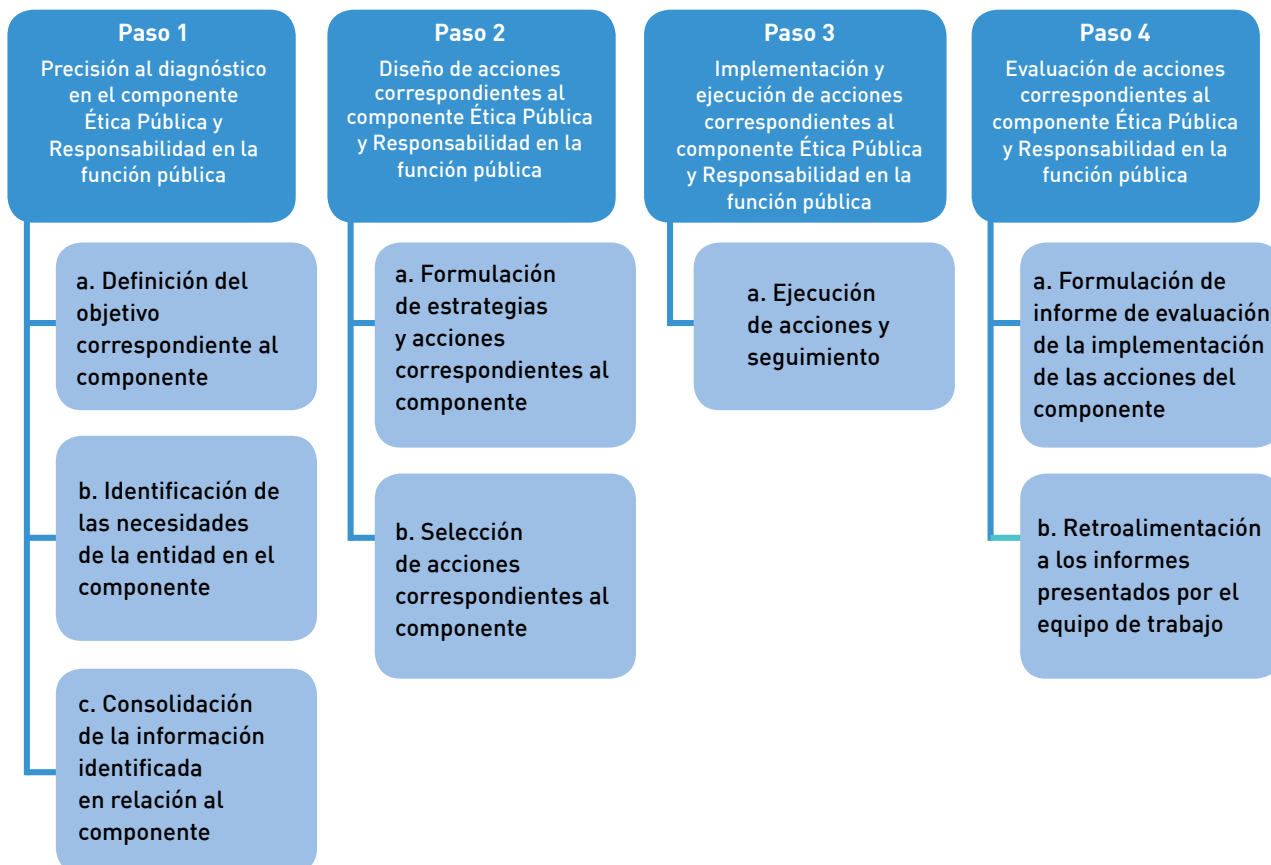 Paso 1
Precisión al diagnóstico
en el componente
Ética Pública y
Responsabilidad en la
función pública
a. Definición del
objetivo
correspondiente al
componente
b. Identificación de
las necesidades
de la entidad en el
componente
c. Consolidación
de la información
identificada
en relación al
componente
Paso 2
Diseño de acciones
correspondientes al
componente Ética Pública
y Responsabilidad en la
función pública
a. Formulación
de estrategias
y acciones
correspondientes al
componente
b. Selección
de acciones
correspondientes al
componente
Paso 3
Implementación y
ejecución de acciones
correspondientes al
componente Ética Pública
y Responsabilidad en la
función pública
a. Ejecución
de acciones y
seguimiento
Paso 4
Evaluación de acciones
correspondientes al
componente Ética Pública
y Responsabilidad en la
función pública
a. Formulación de
informe de evaluación
de la implementación
de las acciones del
componente
b. Retroalimentación
a los informes
presentados por el
equipo de trabajo